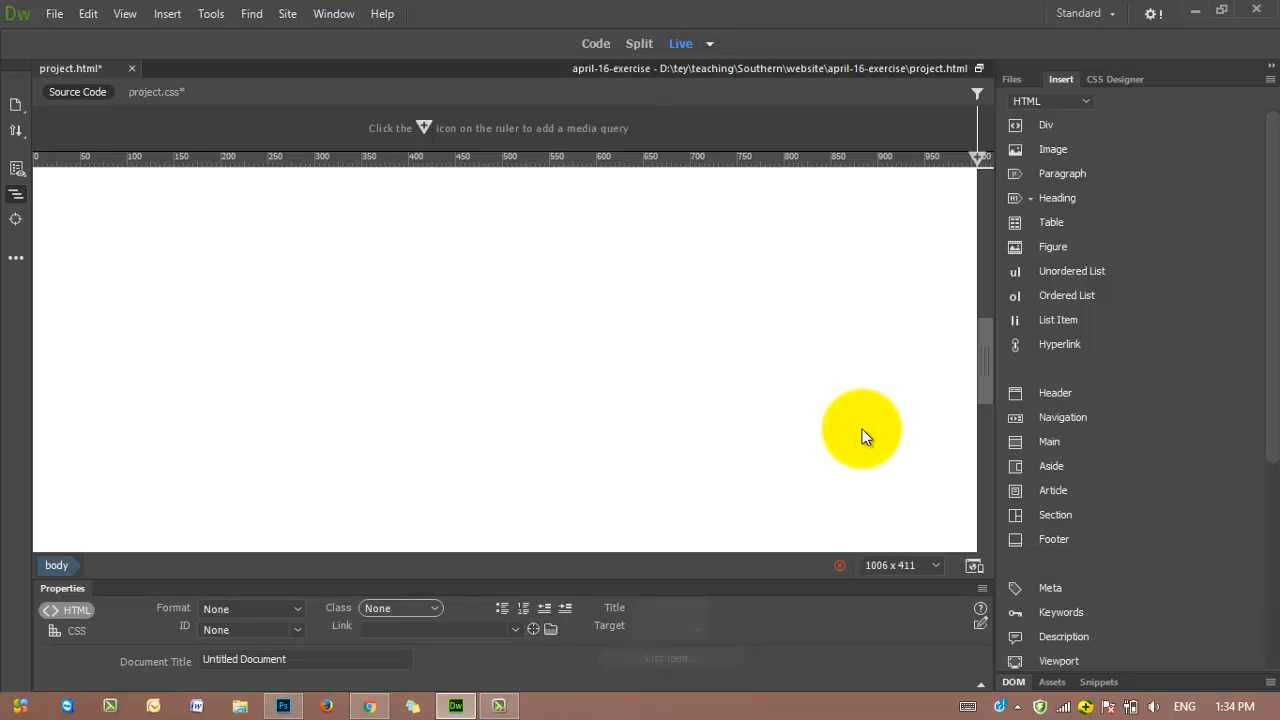 Dw File Edit View Insert Tools Find Site Window Help Standard !
Code Split Live
project.html* april-16-exercise - D:\tey\teaching\Southern\website\april-16-exercise\project.html Files Insert CSS Designer
Source Code project.css*
HTML
Click the icon on the ruler to add a media query
0 50 100 150 200 250 300 350 400 450 500 550 600 650 700 750 800 850 900 950
Div
Image
P Paragraph
H1 Heading
Table
Figure
ul Unordered List
ol Ordered List
li List Item
Hyperlink
Header
Navigation
Main
Aside
Article
Section
Footer
Meta
Keywords
Description
Viewport
DOM Assets Snippets
body 1006 x 411
Properties
HTML Format None Class None Title
CSS ID None Link Target
Document Title Untitled Document List Item...
Ps Dw ENG 1:34 PM